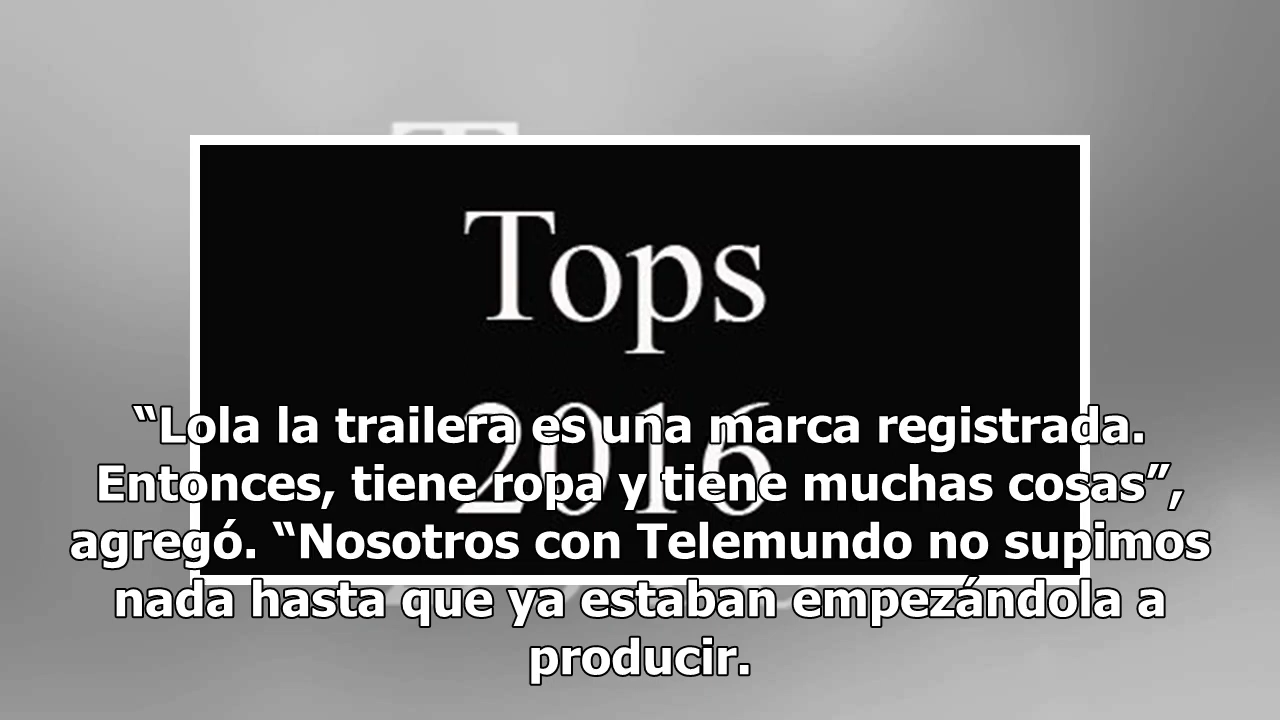 Tops
2016
“Lola la trailera es una marca registrada.
Entonces, tiene ropa y tiene muchas cosas”,
agregó. “Nosotros con Telemundo no supimos
nada hasta que ya estaban empezándola a
producir.